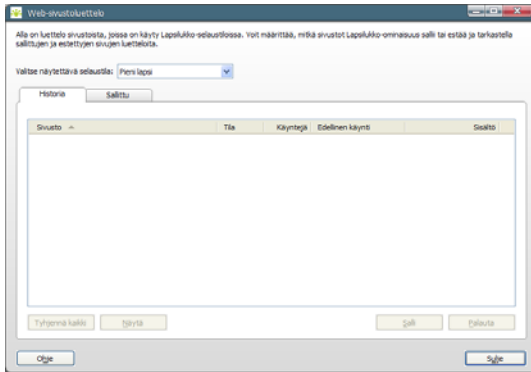 Web-sivustoluettelo
Alla on luettelo sivustoista, joissa on käyty Lapsilukko-selaustiloissa. Voit määrittää, mitkä sivustot Lapsilukko-ominaisuus sallii tai estää ja tarkastella
sallittujen ja estettyjen sivujen luetteloita.
Valitse näytettävä selaustila: Pieni lapsi
Historia Sallittu
Sivusto Tila Käyntejä Edellinen käynti Sisältö
Tyhjennä kaikki Näytä Salli Palauta
Ohje Sulje